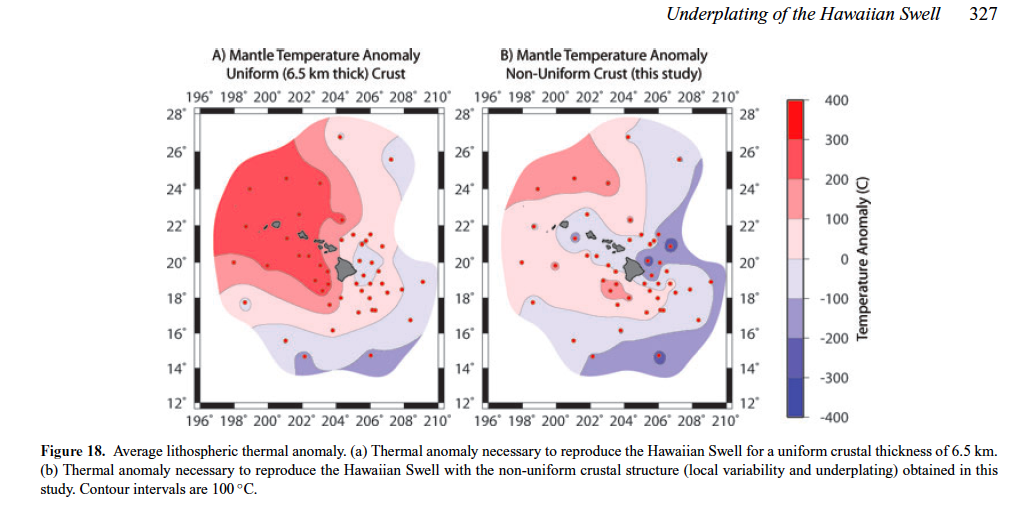 Underplating of the Hawaiian Swell 327
A) Mantle Temperature Anomaly
Uniform (6.5 km thick) Crust
B) Mantle Temperature Anomaly
Non-Uniform Crust (this study)
196˚ 198˚ 200˚ 202˚ 204˚ 206˚ 208˚ 210˚
196˚ 198˚ 200˚ 202˚ 204˚ 206˚ 208˚ 210˚
28˚ 28˚
26˚ 26˚
24˚ 24˚
22˚ 22˚
20˚ 20˚
18˚ 18˚
16˚ 16˚
14˚ 14˚
12˚ 12˚
196˚ 198˚ 200˚ 202˚ 204˚ 206˚ 208˚ 210˚
28˚
26˚
24˚
22˚
20˚
18˚
16˚
14˚
12˚
196˚ 198˚ 200˚ 202˚ 204˚ 206˚ 208˚ 210˚
400
300
200
100
0
-100
-200
-300
-400
Temperature Anomaly (C)
Figure 18. Average lithospheric thermal anomaly. (a) Thermal anomaly necessary to reproduce the Hawaiian Swell for a uniform crustal thickness of 6.5 km.
(b) Thermal anomaly necessary to reproduce the Hawaiian Swell with the non-uniform crustal structure (local variability and underplating) obtained in this
study. Contour intervals are 100 °C.